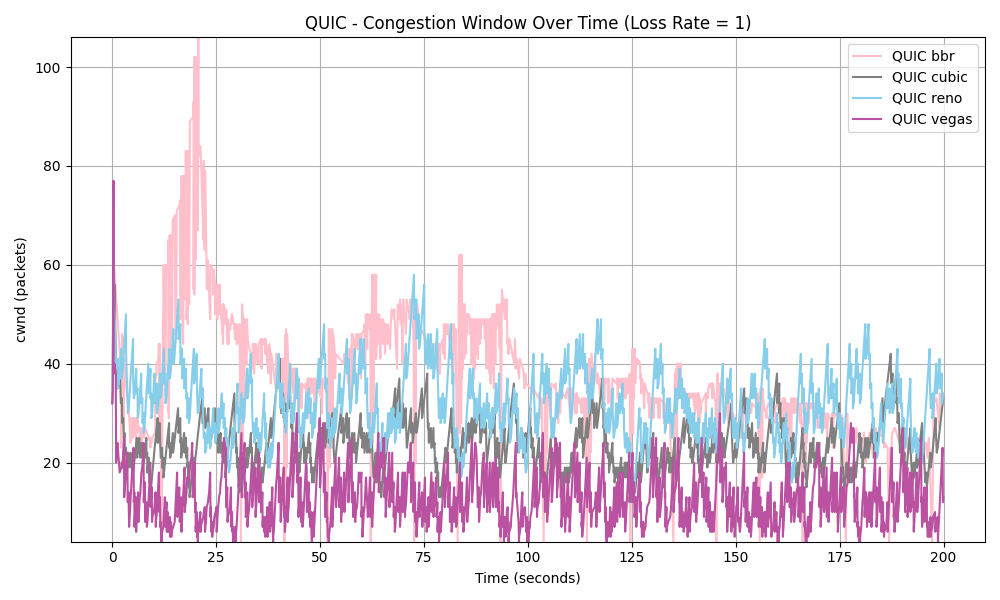 QUIC - Congestion Window Over Time (Loss Rate = 1)
QUIC bbr
QUIC cubic
QUIC reno
QUIC vegas
cwnd (packets)
100
80
60
40
20
0
25
50
75
100
125
150
175
200
Time (seconds)